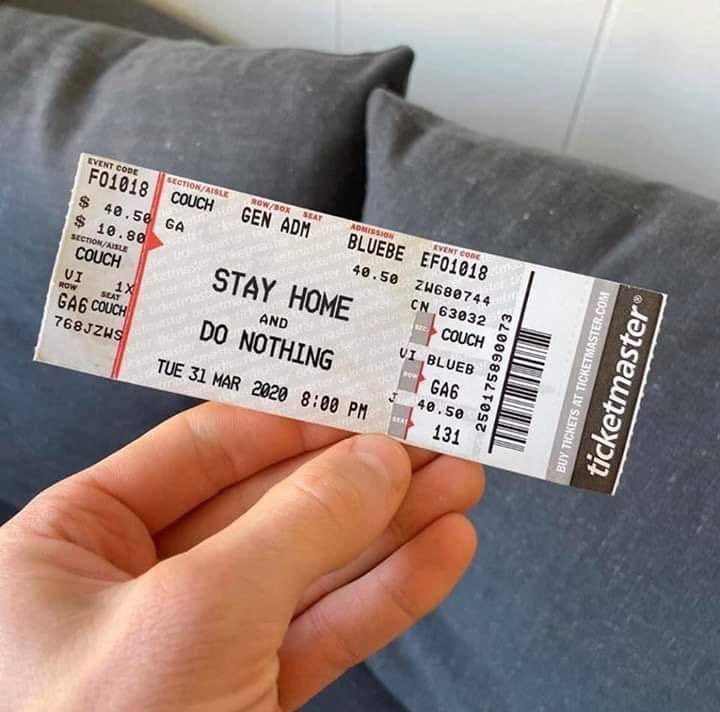 EVENT CODE
F01018
$ 40.50
$ 10.80
SECTION/AISLE
COUCH
VI 1X
ROW SEAT
GA6 COUCH
768JZWS
SECTION/AISLE ROW/BOX SEAT ADMISSION EVENT CODE
COUCH GEN ADM BLUEBE EF01018
GA 40.50
STAY HOME
AND
DO NOTHING
TUE 31 MAR 2020 8:00 PM
ZW680744
CN 63032
SEC. COUCH
VI BLUEB
ROW GA6
J 40.50
SEAT 131
250175890073
BUY TICKETS AT TICKETMASTER.COM
ticketmaster®